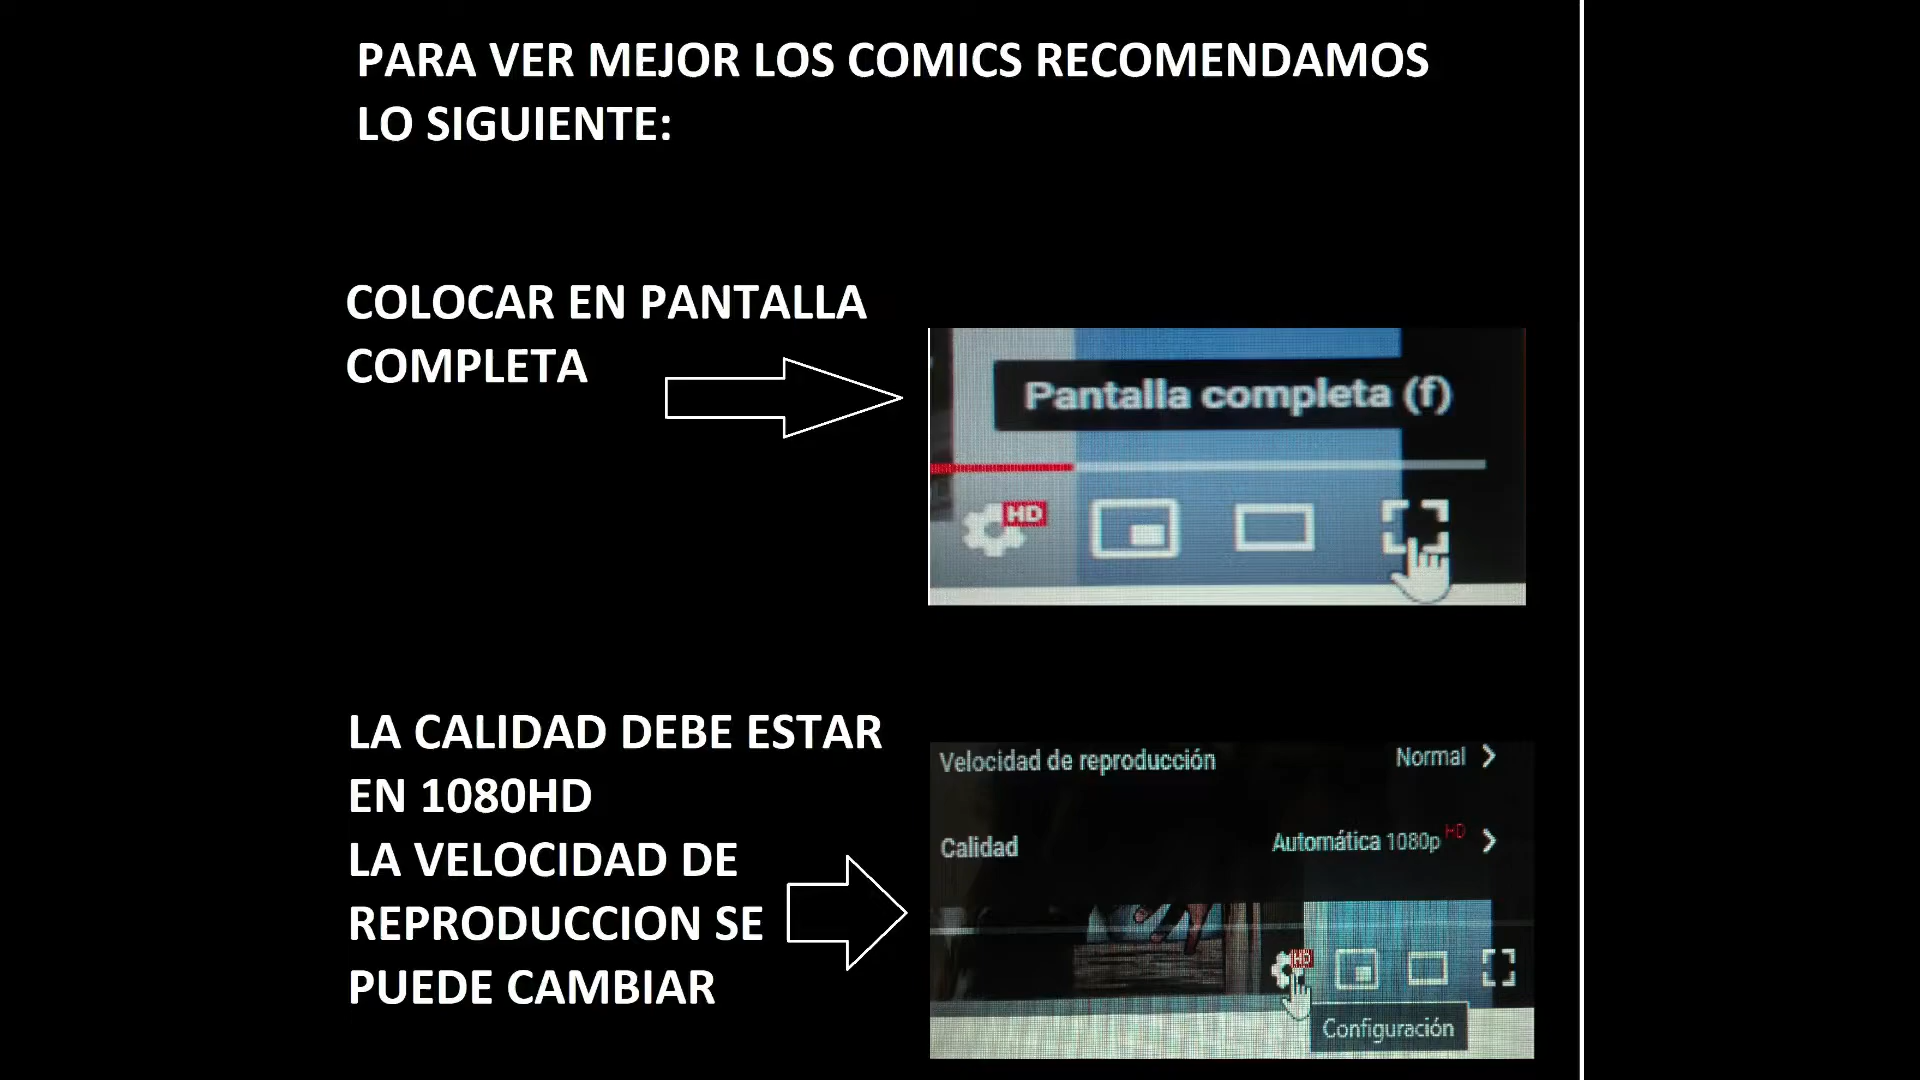 PARA VER MEJOR LOS COMICS RECOMENDAMOS
LO SIGUIENTE:
COLOCAR EN PANTALLA
COMPLETA
Pantalla completa (f)
HD
LA CALIDAD DEBE ESTAR
EN 1080HD
LA VELOCIDAD DE
REPRODUCCION SE
PUEDE CAMBIAR
Velocidad de reproducción Normal
Calidad Automática 1080p HD
HD
Configuración